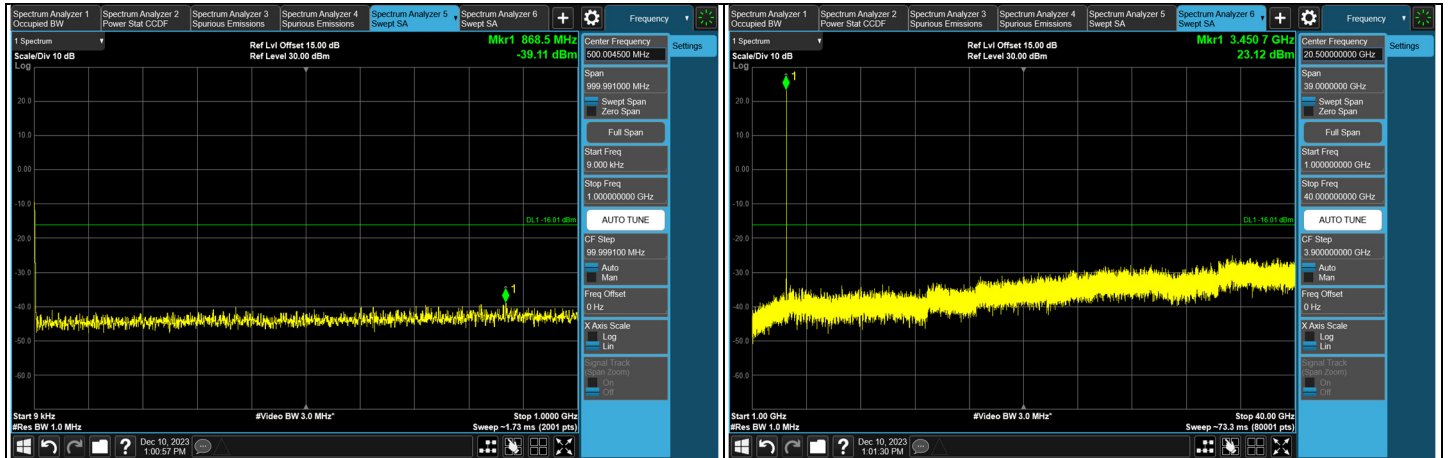 Spectrum Analyzer 1
Occupied BW
Spectrum Analyzer 2
Power Stat CCDF
Spectrum Analyzer 3
Spurious Emissions
Spectrum Analyzer 4
Spurious Emissions
Spectrum Analyzer 5
Swept SA
Spectrum Analyzer 6
Swept SA
+
Frequency
1 Spectrum
Scale/Div 10 dB
Log
Ref Lvl Offset 15.00 dB
Ref Level 30.00 dBm
Mkr1 868.5 MHz
-39.11 dBm
1
20.0
10.0
0.00
-10.0
-20.0
-30.0
-40.0
-50.0
-60.0
DL1 -16.01 dBm
Start 9 kHz
#Res BW 1.0 MHz
#Video BW 3.0 MHz*
Stop 1.0000 GHz
Sweep ~1.73 ms (2001 pts)
Center Frequency
500.004500 MHz
Settings
Span
999.991000 MHz
Swept Span
Zero Span
Full Span
Start Freq
9.000 kHz
Stop Freq
1.000000000 GHz
AUTO TUNE
CF Step
99.999100 MHz
Auto
Man
Freq Offset
0 Hz
X Axis Scale
Log
Lin
Signal Track
(Span Zoom)
On
Off
?
Dec 10, 2023
1:00:57 PM
Spectrum Analyzer 1
Occupied BW
Spectrum Analyzer 2
Power Stat CCDF
Spectrum Analyzer 3
Spurious Emissions
Spectrum Analyzer 4
Spurious Emissions
Spectrum Analyzer 5
Swept SA
Spectrum Analyzer 6
Swept SA
+
Frequency
1 Spectrum
Scale/Div 10 dB
Log
Ref Lvl Offset 15.00 dB
Ref Level 30.00 dBm
Mkr1 3.450 7 GHz
23.12 dBm
1
20.0
10.0
0.00
-10.0
-20.0
-30.0
-40.0
-50.0
-60.0
DL1 -16.01 dBm
Start 1.00 GHz
#Res BW 1.0 MHz
#Video BW 3.0 MHz*
Stop 40.00 GHz
Sweep ~73.3 ms (80001 pts)
Center Frequency
20.50000000 GHz
Settings
Span
39.0000000 GHz
Swept Span
Zero Span
Full Span
Start Freq
1.000000000 GHz
Stop Freq
40.00000000 GHz
AUTO TUNE
CF Step
3.900000000 GHz
Auto
Man
Freq Offset
0 Hz
X Axis Scale
Log
Lin
Signal Track
(Span Zoom)
On
Off
?
Dec 10, 2023
1:01:30 PM